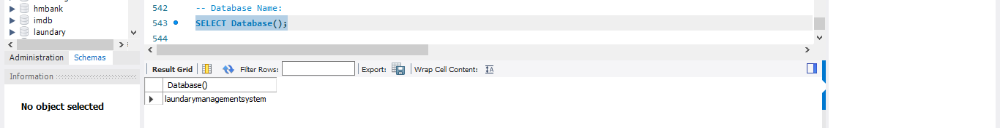 hmbank
imdb
laundary
Administration Schemas
Information
No object selected
542 -- Database Name:
543 SELECT Database();
544
Result Grid Filter Rows: Export: Wrap Cell Content:
Database()
laundarymanagementsystem